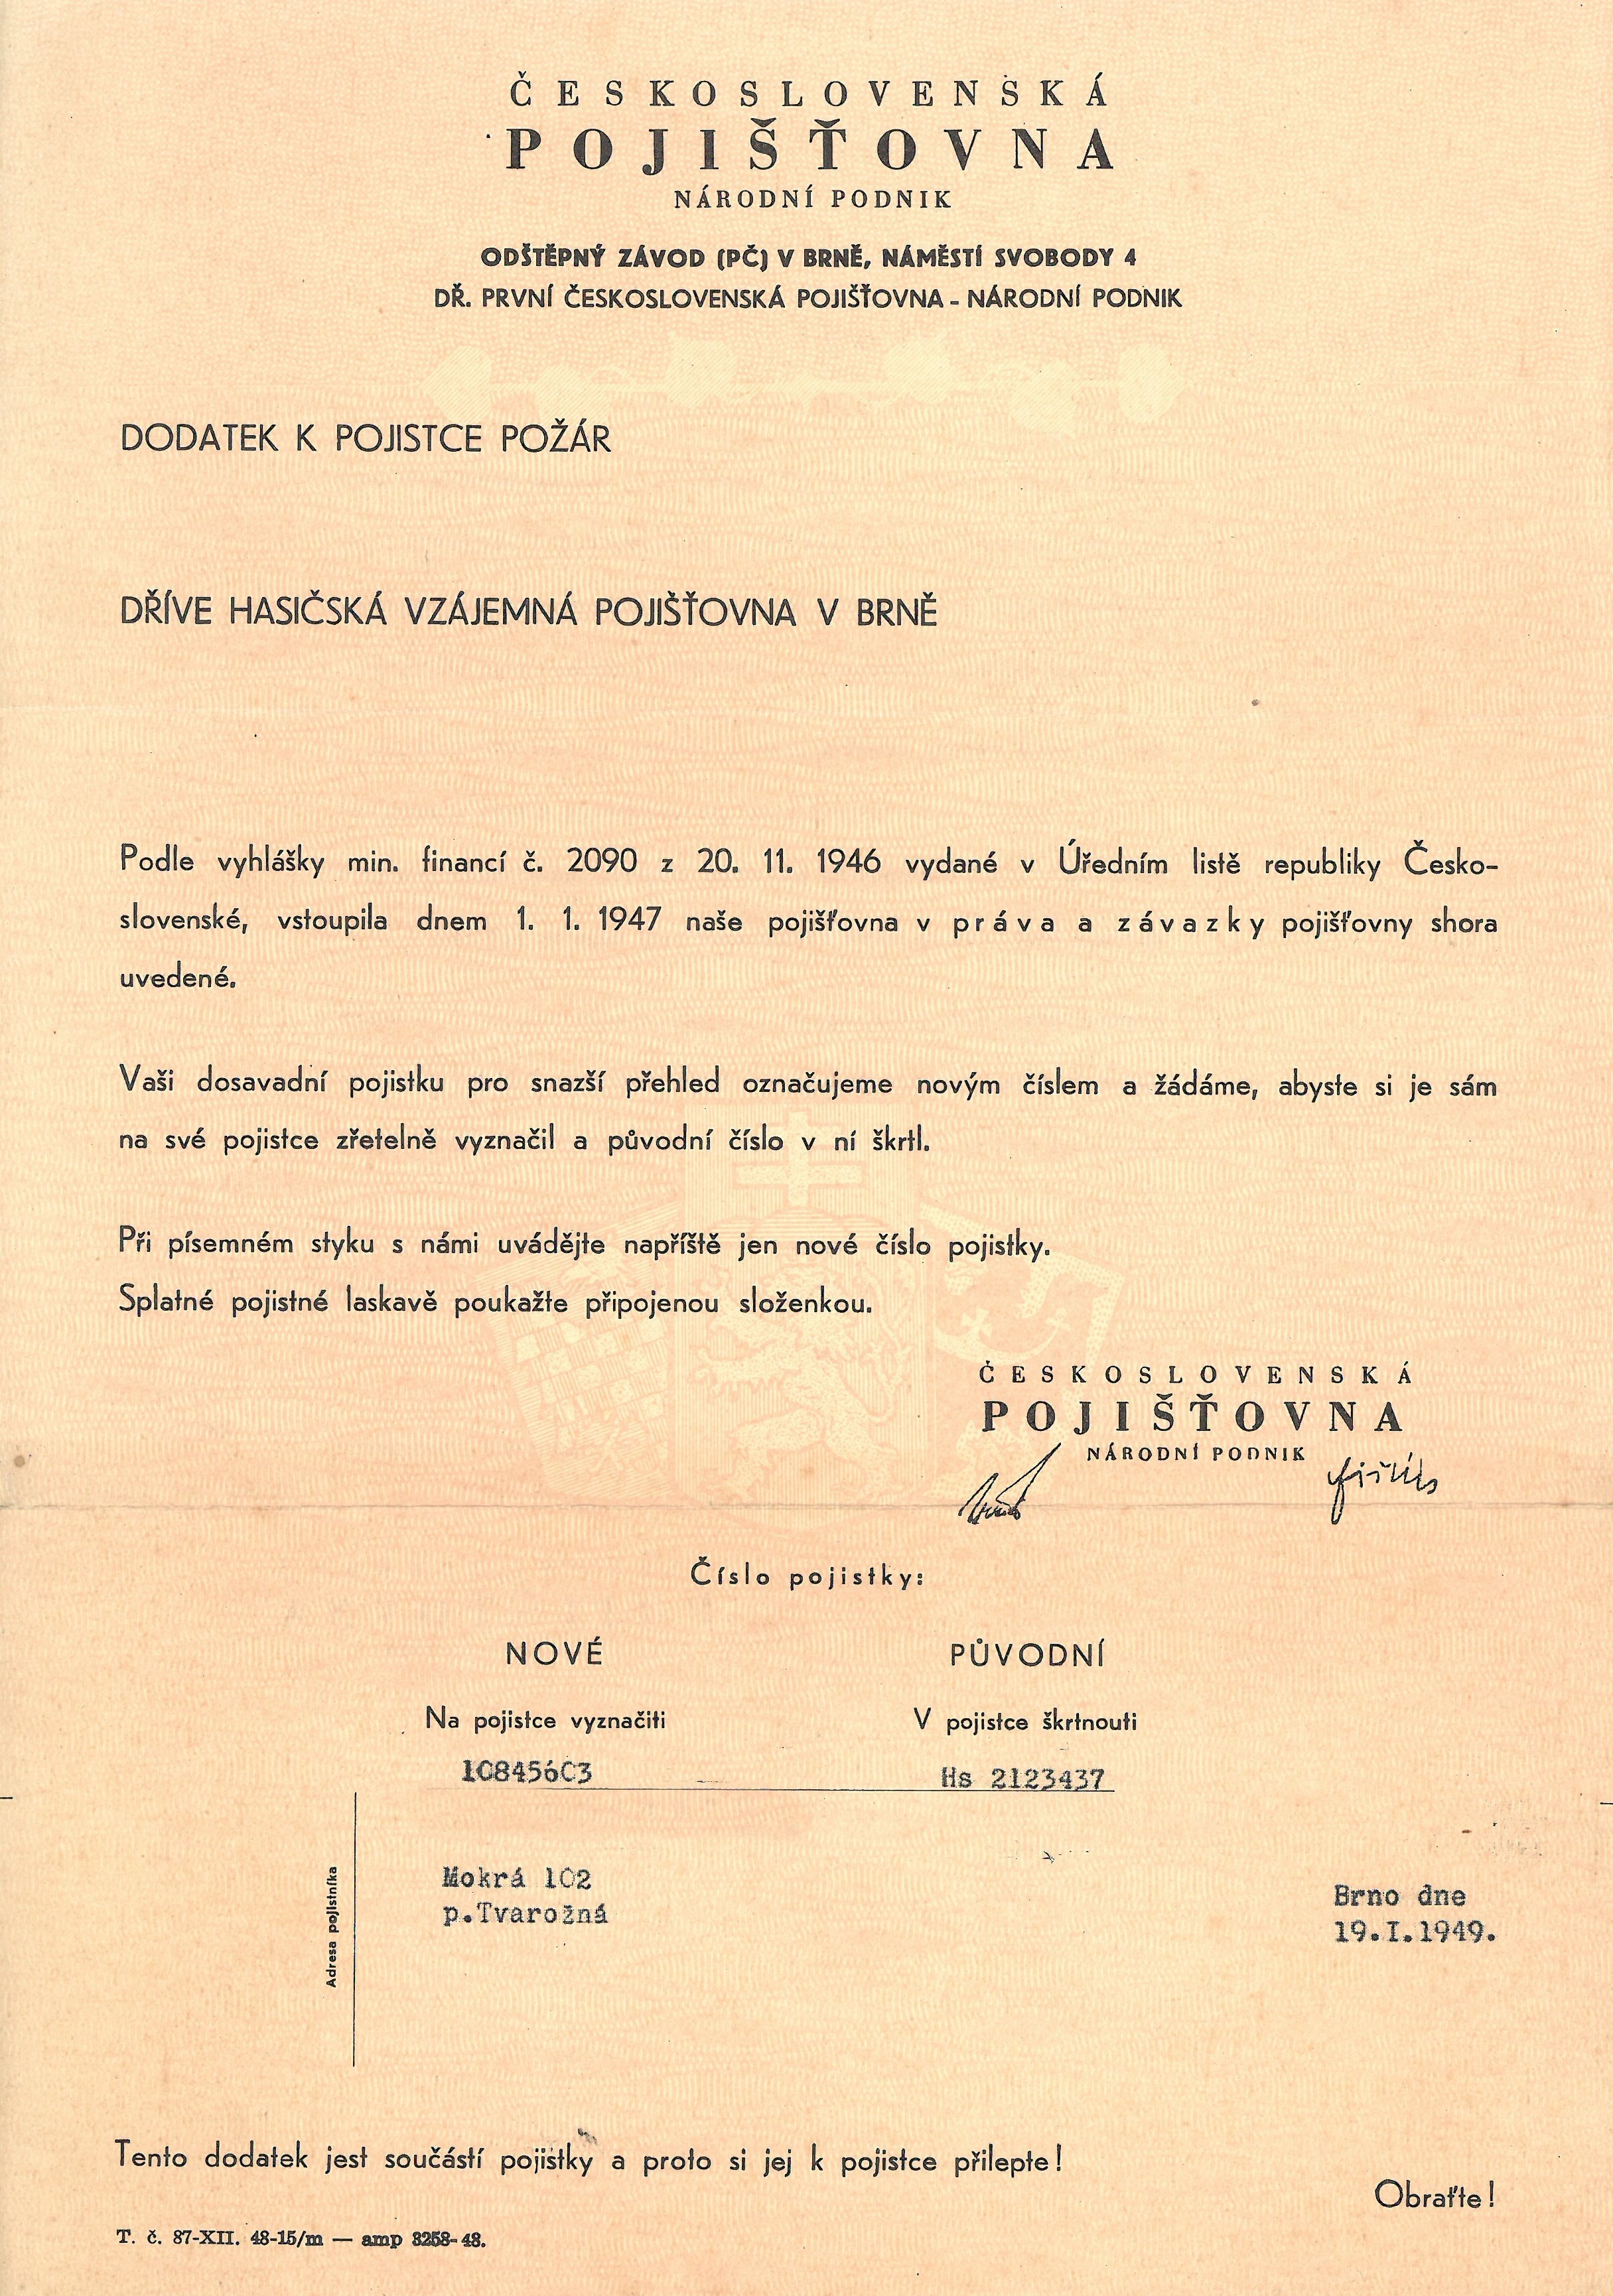 ČESKOSLOVENSKÁ
POJIŠŤOVNA
NÁRODNÍ PODNIK
ODŠTĚPNÝ ZÁVOD (PČ) V BRNĚ, NÁMĚSTÍ SVOBODY 4
DŘ. PRVNÍ ČESKOSLOVENSKÁ POJIŠŤOVNA - NÁRODNÍ PODNIK
DODATEK K POJISTCE POŽÁR
DŘÍVE HASIČSKÁ VZÁJEMNÁ POJIŠŤOVNA V BRNĚ
Podle vyhlášky min. financí č. 2090 z 20. 11. 1946 vydané v Úředním listě republiky Česko-
slovenské, vstoupila dnem 1. 1. 1947 naše pojišťovna v práva a závazky pojišťovny shora
uvedené.
Vaši dosavadní pojistku pro snazší přehled označujeme novým číslem a žádáme, abyste si je sám
na své pojistce zřetelně vyznačil a původní číslo v ní škrtl.
Při písemném styku s námi uvádějte napříště jen nové číslo pojistky.
Splatné pojistné laskavě poukažte připojenou složenkou.
ČESKOSLOVENSKÁ
POJIŠŤOVNA
NÁRODNÍ PODNIK
Číslo pojistky:
NOVÉ PŮVODNÍ
Na pojistce vyznačiti V pojistce škrtnouti
10845603 Hs 2123437
Adresa pojistníka
Mokrá 102
p.Tvarožná
Brno dne
19.I.1949.
Tento dodatek jest součástí pojistky a proto si jej k pojistce přilepte!
Obraťte!
T. č. 87-XII. 48-15/m — amp 3258-48.